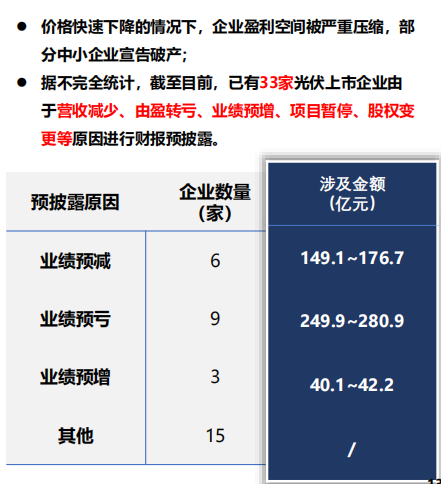 ● 价格快速下降的情况下，企业盈利空间被严重压缩，部
分中小企业宣告破产；
● 据不完全统计，截至目前，已有33家光伏上市企业由
于营收减少、由盈转亏、业绩预增、项目暂停、股权变
更等原因进行财报预披露。
预披露原因 企业数量（家） 涉及金额（亿元）
业绩预减 6 149.1~176.7
业绩预亏 9 249.9~280.9
业绩预增 3 40.1~42.2
其他 15 /